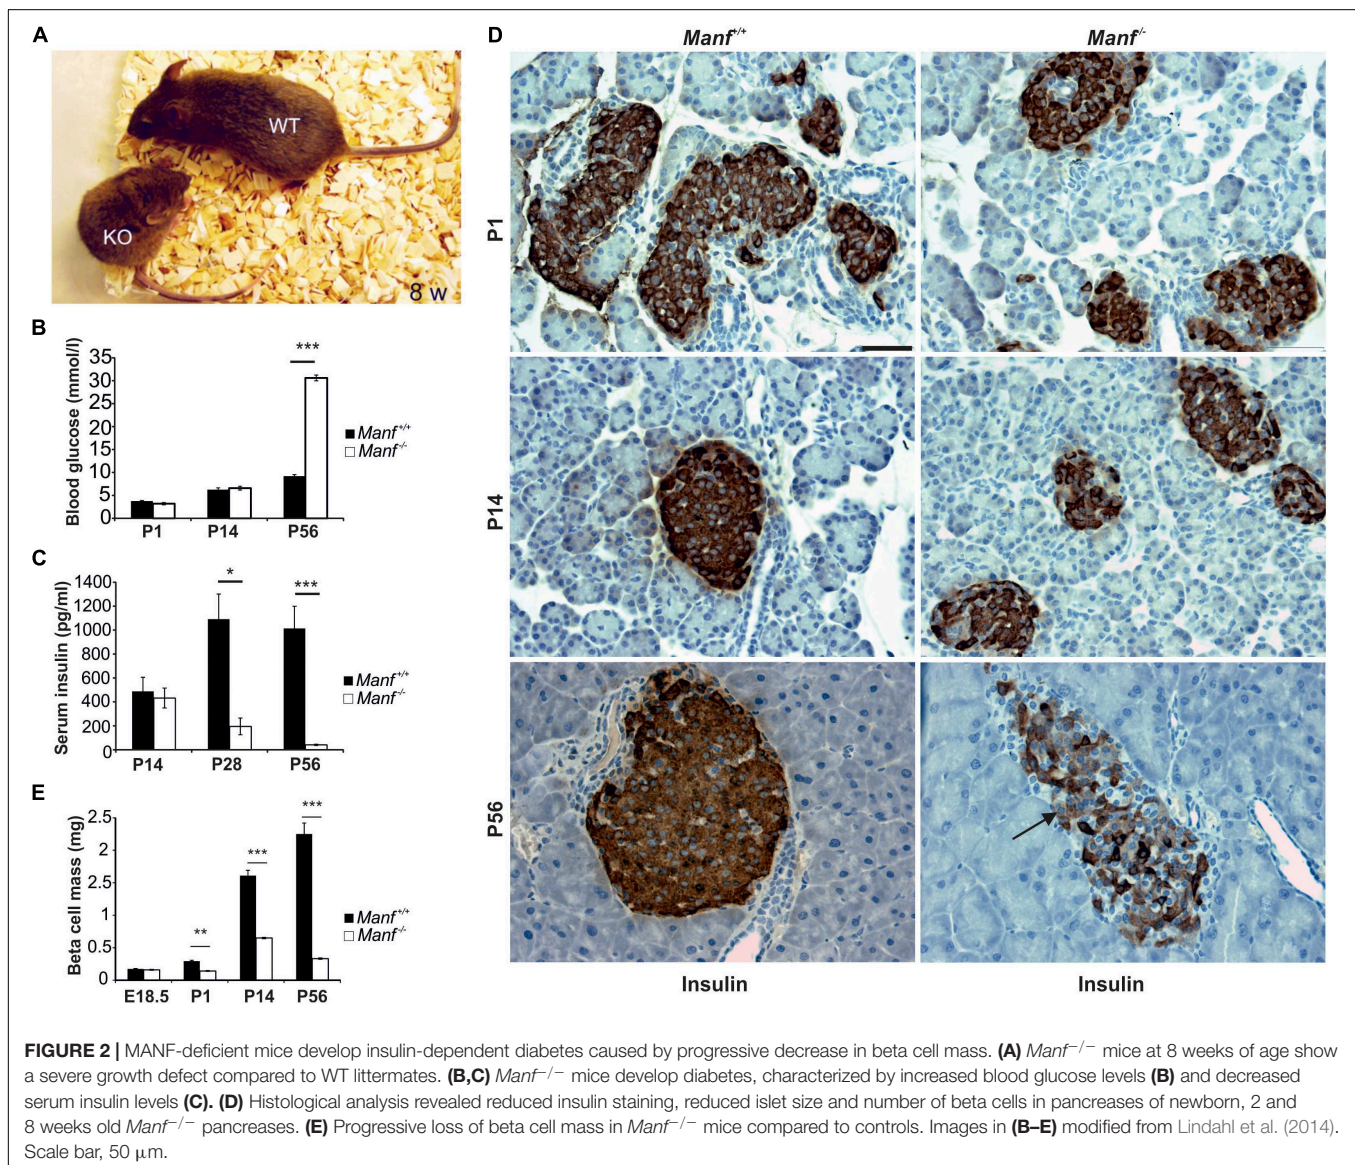 A
WT
KO
8 w
B
Blood glucose (mmol/l)
35
30
25
20
15
10
5
0
***
P1 P14 P56
Manf+/+
Manf-/-
C
Serum insulin (pg/ml)
1400
1200
1000
800
600
400
200
0
* ***
P14 P28 P56
Manf+/+
Manf-/-
E
Beta cell mass (mg)
2.5
2
2.5
1
0.5
0
** *** ***
E18.5 P1 P14 P56
Manf+/+
Manf-/-
D
Manf+/+ Manf-/-
P1
P14
P56
Insulin Insulin
FIGURE 2 | MANF-deficient mice develop insulin-dependent diabetes caused by progressive decrease in beta cell mass. (A) Manf−/− mice at 8 weeks of age show
a severe growth defect compared to WT littermates. (B,C) Manf−/− mice develop diabetes, characterized by increased blood glucose levels (B) and decreased
serum insulin levels (C). (D) Histological analysis revealed reduced insulin staining, reduced islet size and number of beta cells in pancreases of newborn, 2 and
8 weeks old Manf−/− pancreases. (E) Progressive loss of beta cell mass in Manf−/− mice compared to controls. Images in (B–E) modified from Lindahl et al. (2014).
Scale bar, 50 μm.